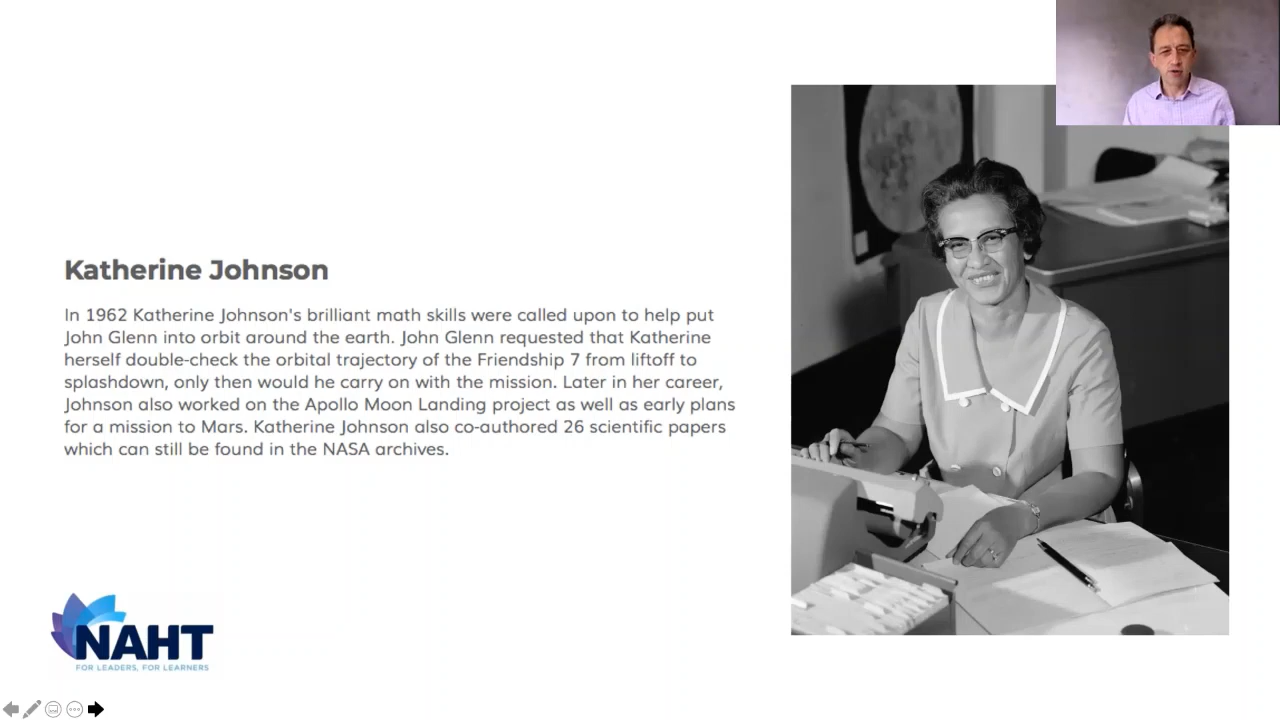 Katherine Johnson
In 1962 Katherine Johnson's brilliant math skills were called upon to help put
John Glenn into orbit around the earth. John Glenn requested that Katherine
herself double-check the orbital trajectory of the Friendship 7 from liftoff to
splashdown, only then would he carry on with the mission. Later in her career,
Johnson also worked on the Apollo Moon Landing project as well as early plans
for a mission to Mars. Katherine Johnson also co-authored 26 scientific papers
which can still be found in the NASA archives.
NAHT
FOR LEADERS, FOR LEARNERS